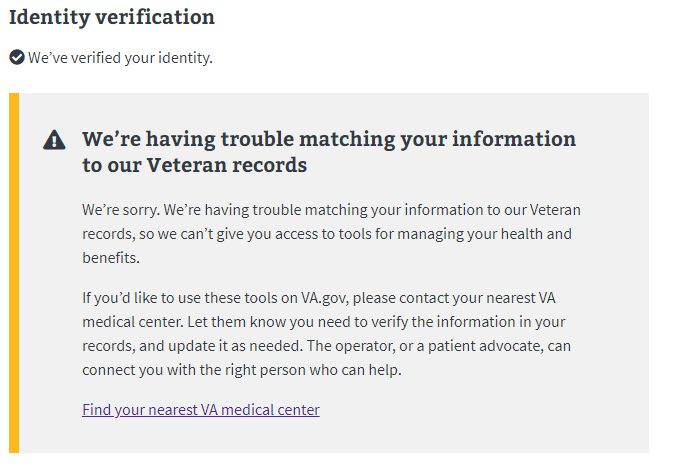 Identity verification
We’ve verified your identity.
We’re having trouble matching your information
to our Veteran records
We’re sorry. We’re having trouble matching your information to our Veteran
records, so we can’t give you access to tools for managing your health and
benefits.
If you’d like to use these tools on VA.gov, please contact your nearest VA
medical center. Let them know you need to verify the information in your
records, and update it as needed. The operator, or a patient advocate, can
connect you with the right person who can help.
Find your nearest VA medical center